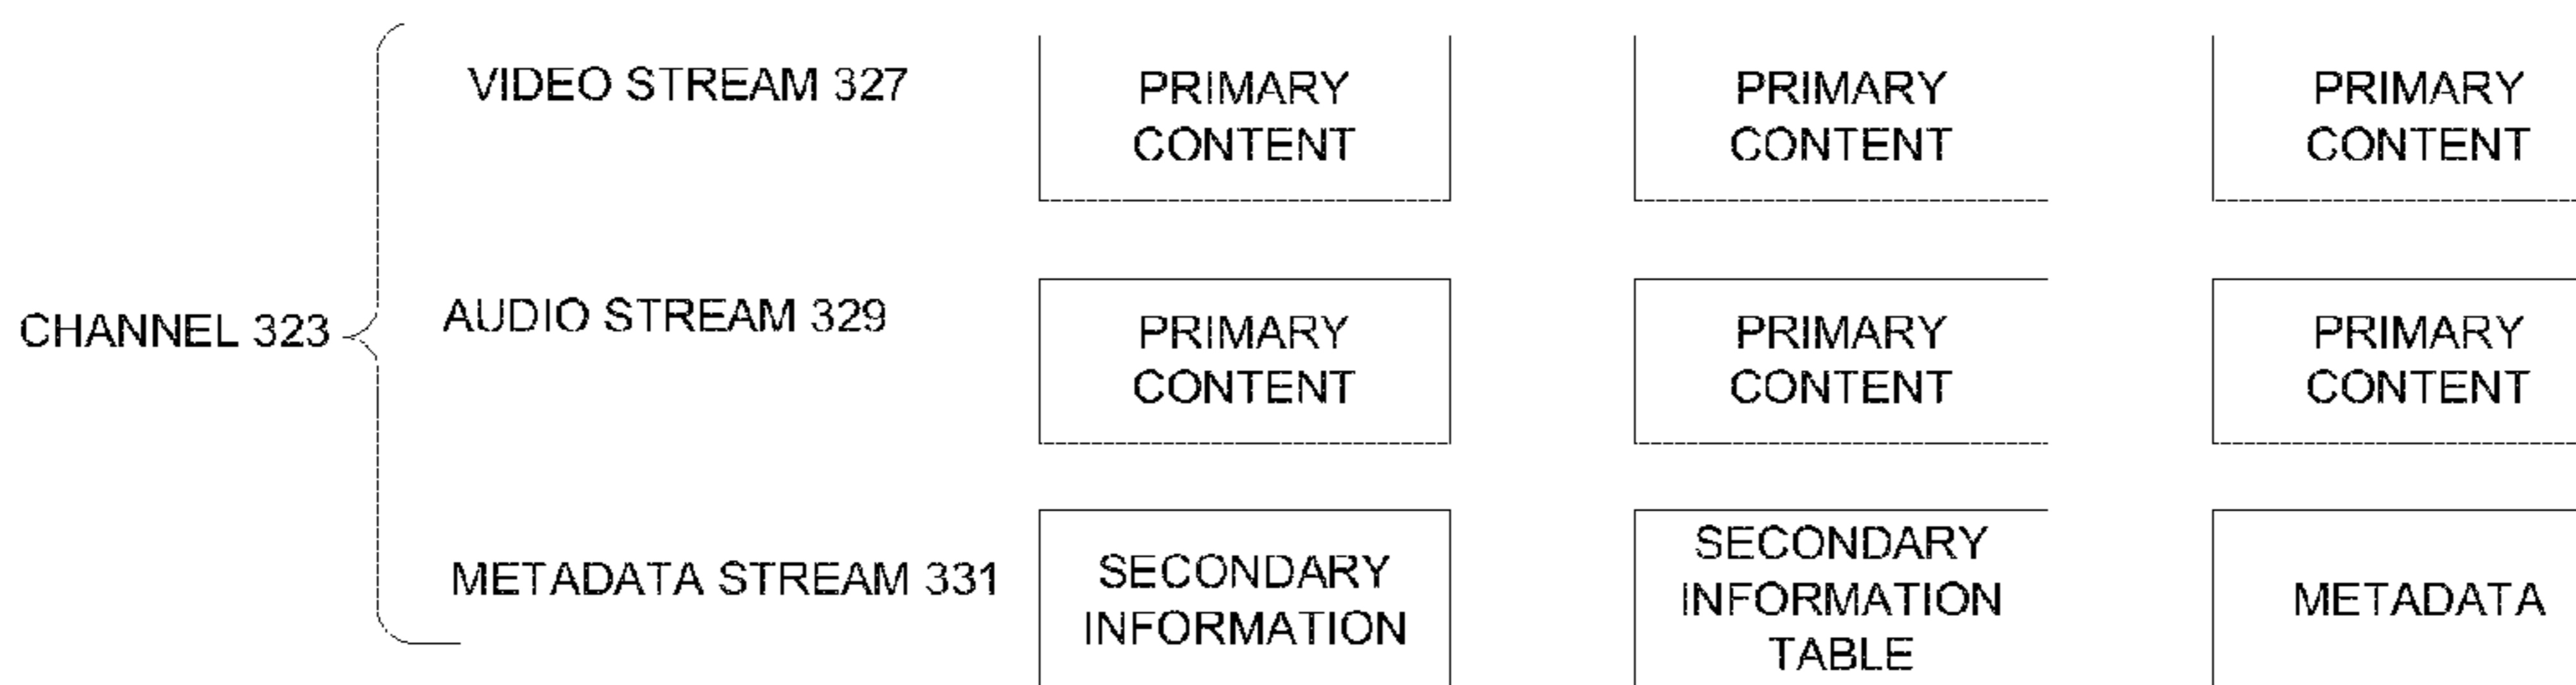 VIDEO STREAM 327
PRIMARY
CONTENT
PRIMARY
CONTENT
PRIMARY
CONTENT
CHANNEL 323
AUDIO STREAM 329
PRIMARY
CONTENT
PRIMARY
CONTENT
PRIMARY
CONTENT
METADATA STREAM 331
SECONDARY
INFORMATION
SECONDARY
INFORMATION
TABLE
METADATA